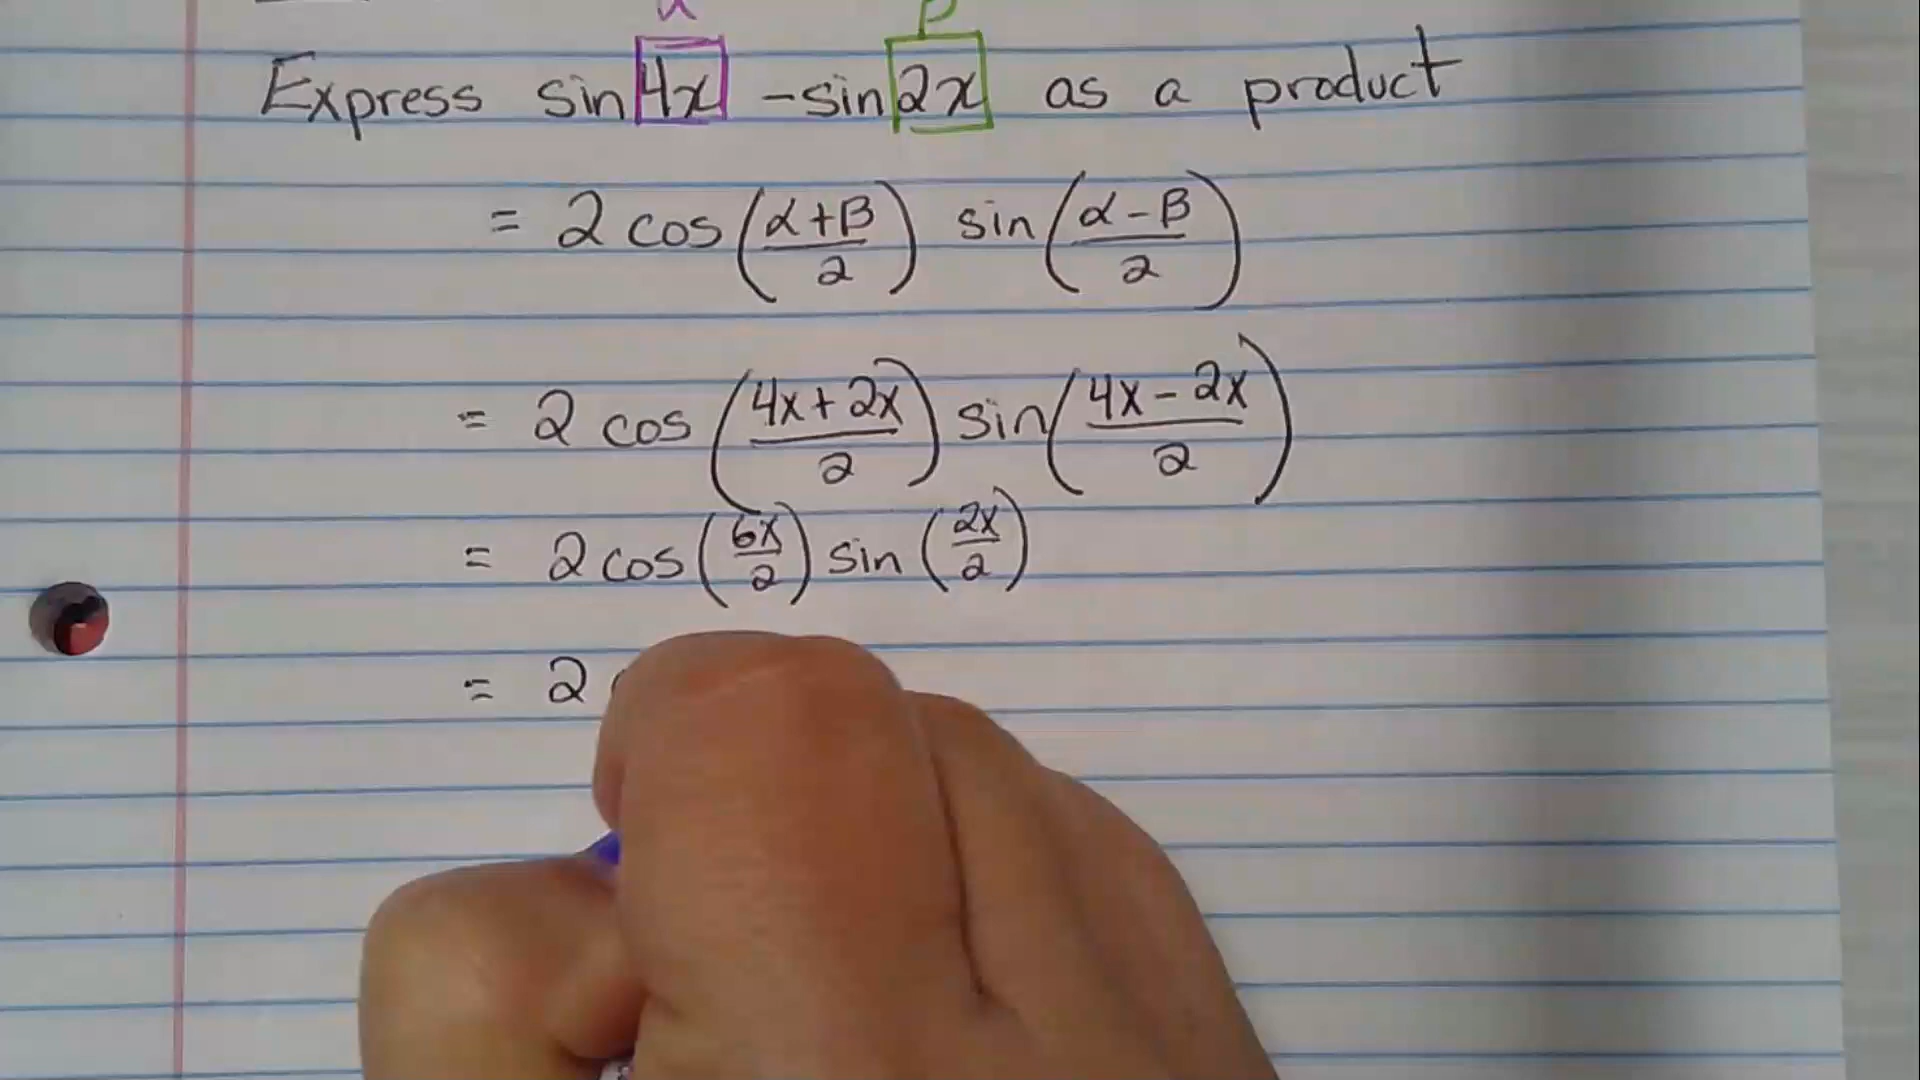 α β
Express sin 4x - sin 2x as a product
= 2 cos (α+β/2) sin (α-β/2)
= 2 cos (4x+2x/2) sin (4x-2x/2)
= 2 cos (6x/2) sin (2x/2)
= 2